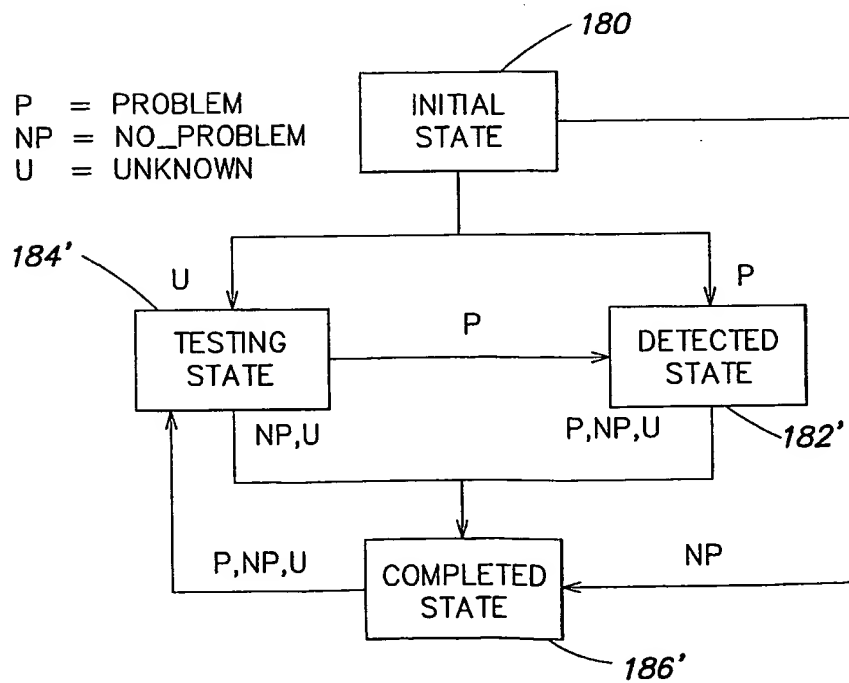 180
P = PROBLEM
NP = NO_PROBLEM
U = UNKNOWN
INITIAL
STATE
184'
U
P
TESTING
STATE
P
DETECTED
STATE
NP,U
P,NP,U
182'
P,NP,U
COMPLETED
STATE
NP
186'